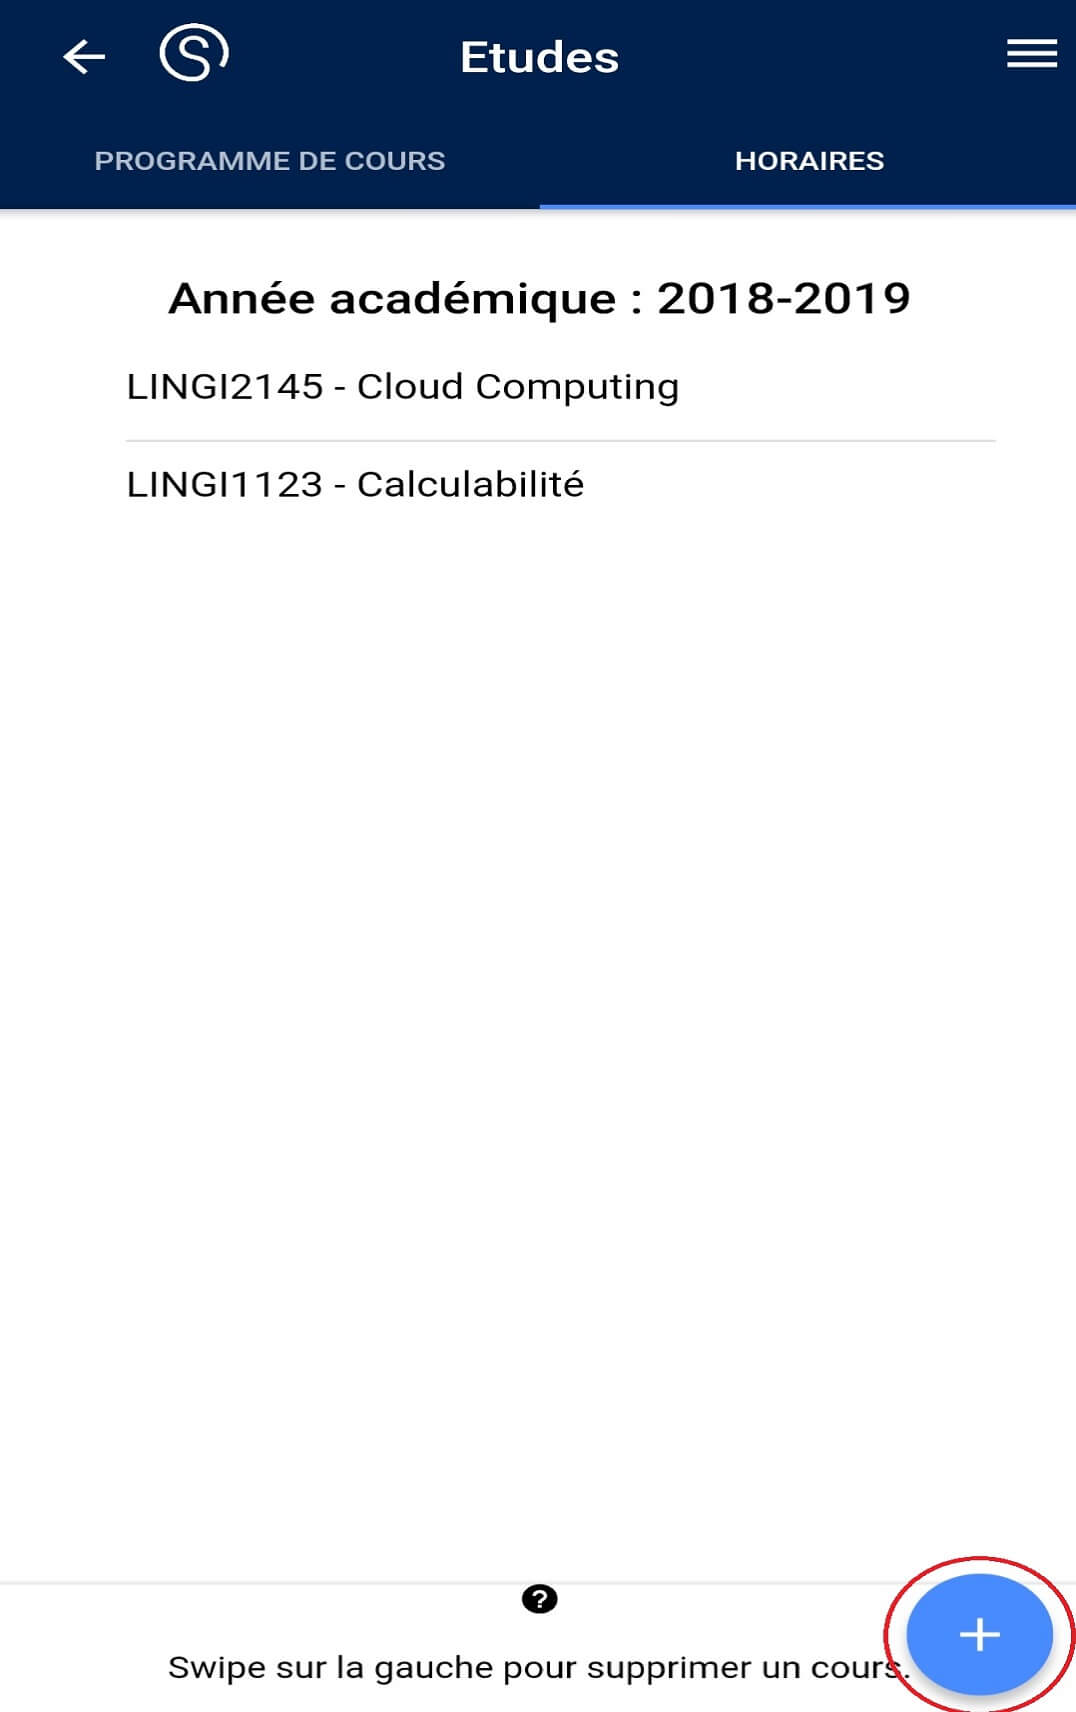 Etudes
PROGRAMME DE COURS
HORAIRES
Année académique : 2018-2019
LINGI2145 - Cloud Computing
LINGI1123 - Calculabilité
?
Swipe sur la gauche pour supprimer un cours.
+